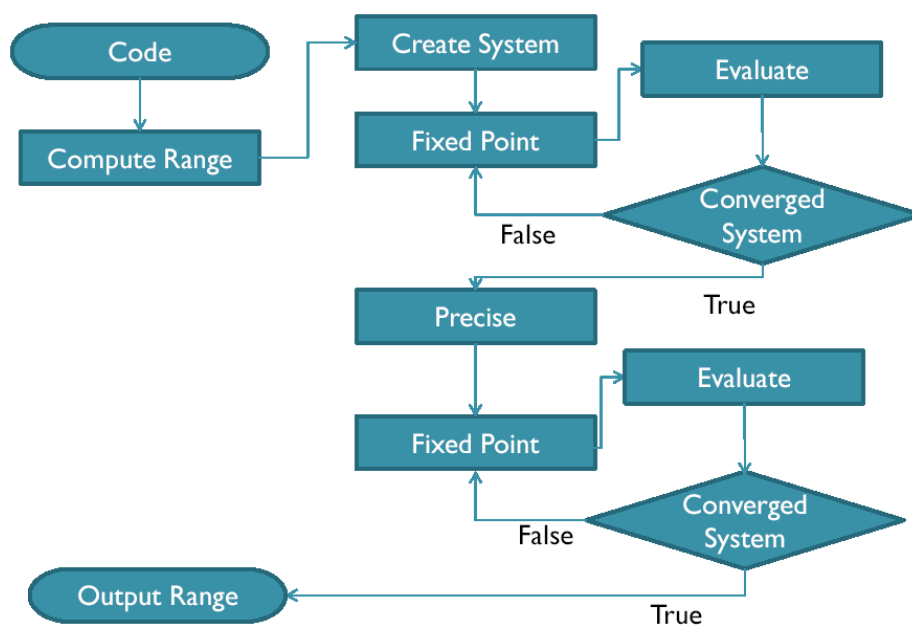 Code
Compute Range
Create System
Fixed Point
Evaluate
Converged
System
False
True
Precise
Fixed Point
Evaluate
Converged
System
False
True
Output Range